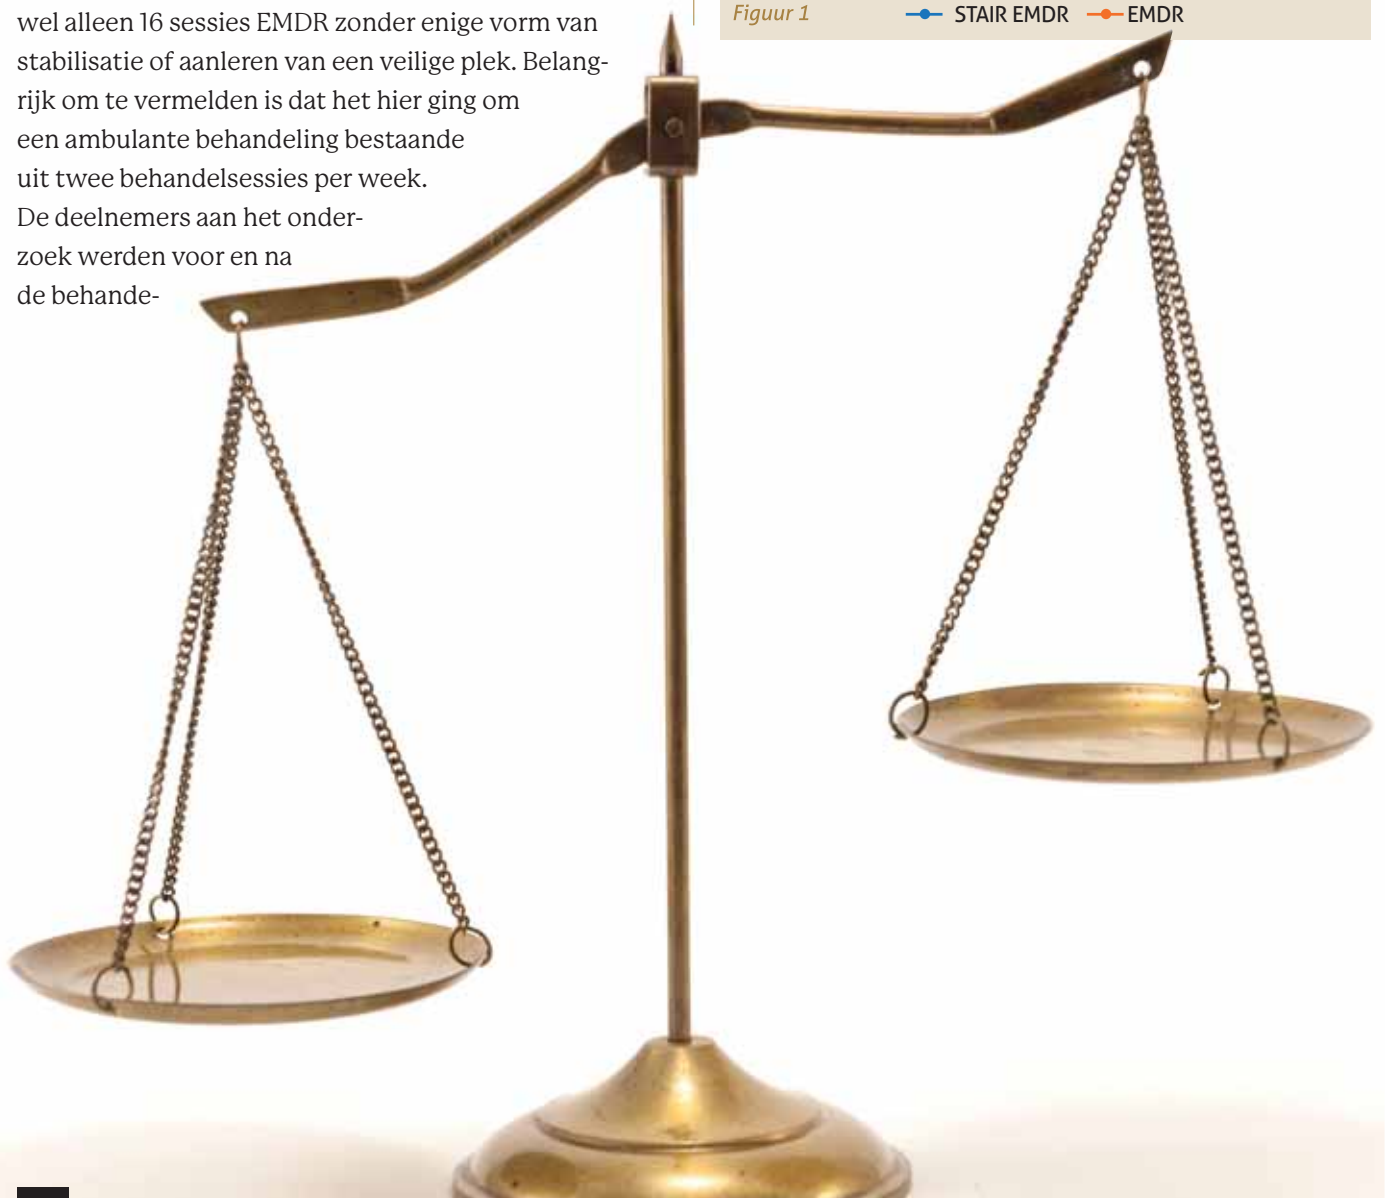 wel alleen 16 sessies EMDR zonder enige vorm van
stabilisatie of aanleren van een veilige plek. Belang-
rijk om te vermelden is dat het hier ging om
een ambulante behandeling bestaande
uit twee behandelsessies per week.
De deelnemers aan het onder-
zoek werden voor en na
de behande-
Figuur 1
STAIR EMDR EMDR